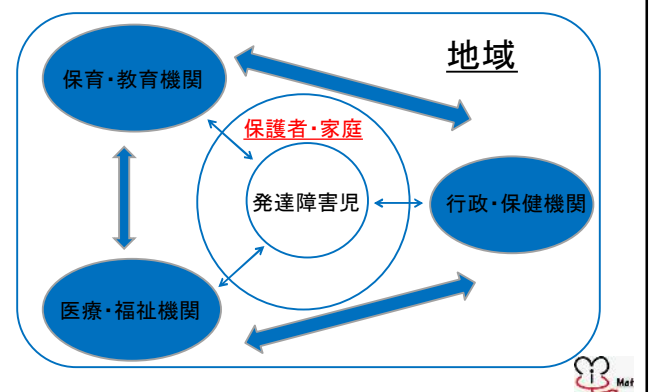 地域
保育・教育機関
保護者・家庭
発達障害児
行政・保健機関
医療・福祉機関